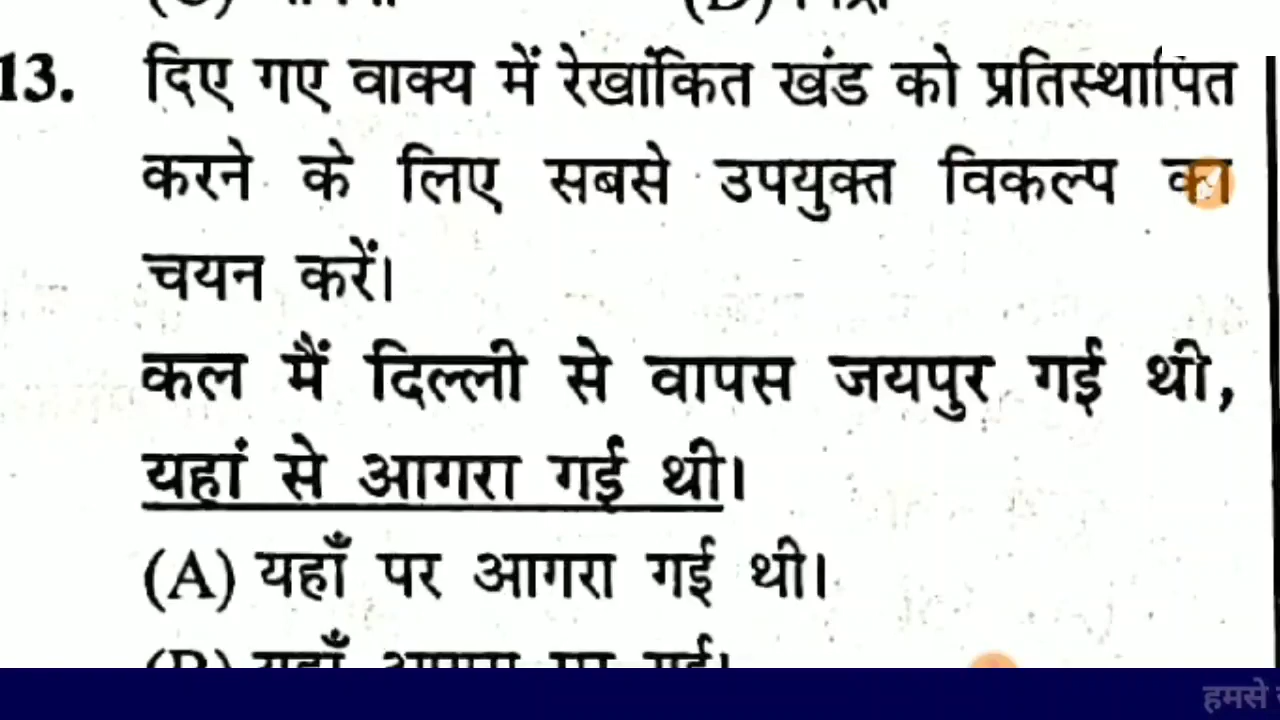 13. दिए गए वाक्य में रेखांकित खंड को प्रतिस्थापित
करने के लिए सबसे उपयुक्त विकल्प का
चयन करें।
कल मैं दिल्ली से वापस जयपुर गई थी,
यहां से आगरा गई थी।
(A) यहाँ पर आगरा गई थी।
हमसे